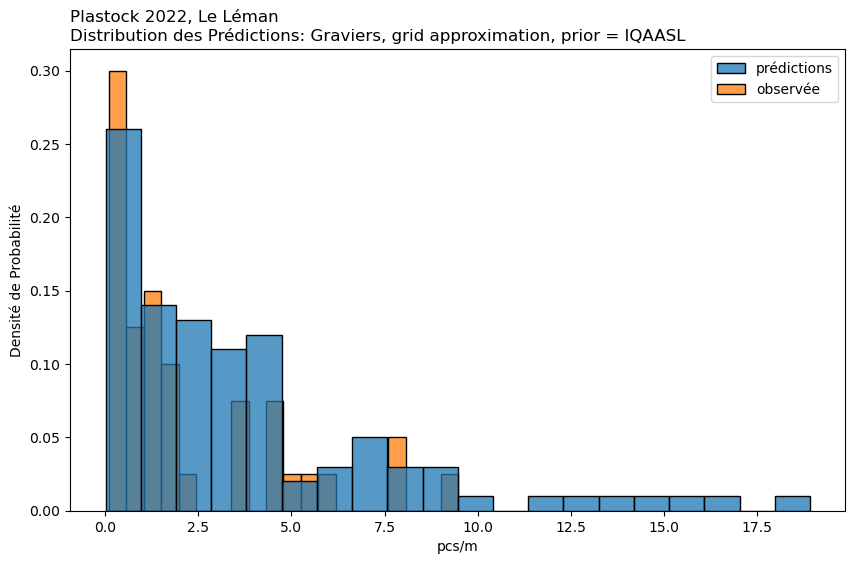 Plastock 2022, Le Léman
Distribution des Prédictions: Graviers, grid approximation, prior = IQAASL
prédictions
observée
Densité de Probabilité
0.30
0.25
0.20
0.15
0.10
0.05
0.00
0.0 2.5 5.0 7.5 10.0 12.5 15.0 17.5
pcs/m